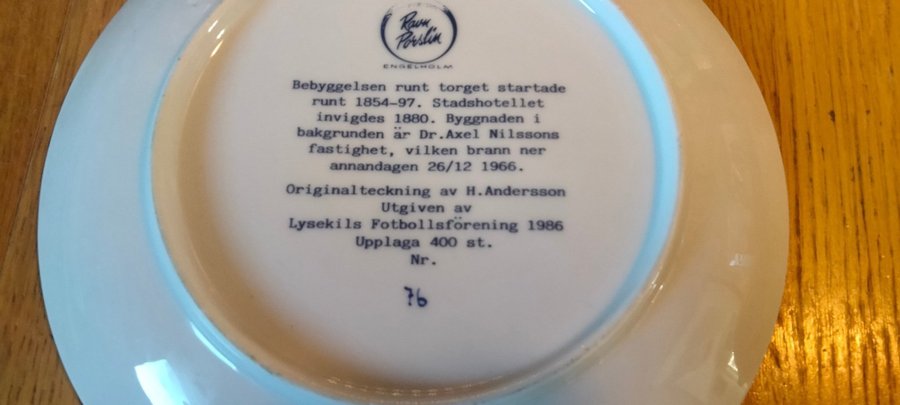 Ravn
Porslin
ENGELHOLM
Bebyggelsen runt torget startade
runt 1854-97. Stadshotellet
invigdes 1880. Byggnaden i
bakgrunden är Dr.Axel Nilssons
fastighet, vilken brann ner
annandagen 26/12 1966.
Originalteckning av H.Andersson
Utgiven av
Lysekils Fotbollsförening 1986
Upplaga 400 st.
Nr.
76